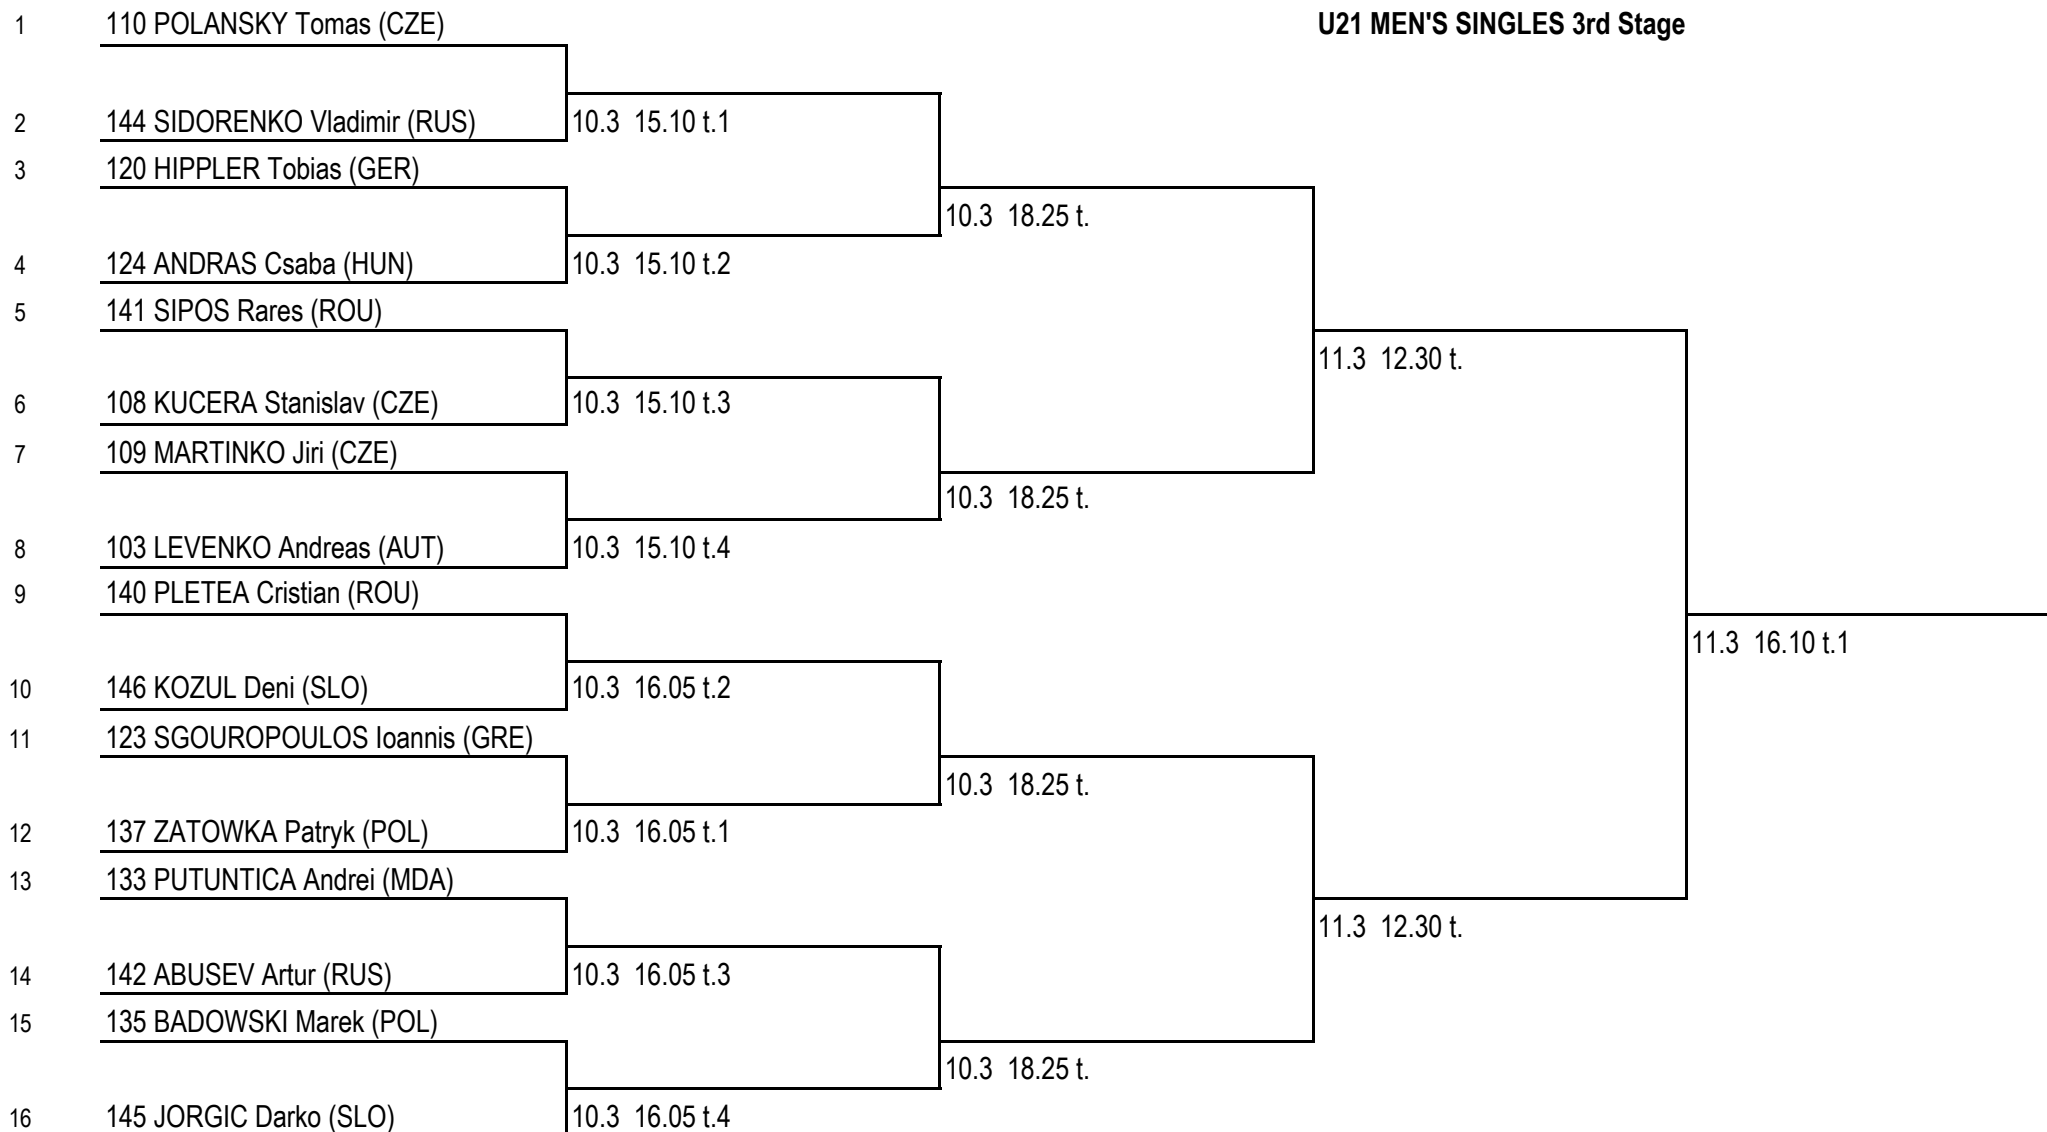 1 110 POLANSKY Tomas (CZE) U21 MEN'S SINGLES 3rd Stage
2 144 SIDORENKO Vladimir (RUS) 10.3 15.10 t.1
3 120 HIPPLER Tobias (GER)
10.3 18.25 t.
4 124 ANDRAS Csaba (HUN) 10.3 15.10 t.2
5 141 SIPOS Rares (ROU)
11.3 12.30 t.
6 108 KUCERA Stanislav (CZE) 10.3 15.10 t.3
7 109 MARTINKO Jiri (CZE)
10.3 18.25 t.
8 103 LEVENKO Andreas (AUT) 10.3 15.10 t.4
9 140 PLETEA Cristian (ROU)
11.3 16.10 t.1
10 146 KOZUL Deni (SLO) 10.3 16.05 t.2
11 123 SGOUROPOULOS Ioannis (GRE)
10.3 18.25 t.
12 137 ZATOWKA Patryk (POL) 10.3 16.05 t.1
13 133 PUTUNTICA Andrei (MDA)
11.3 12.30 t.
14 142 ABUSEV Artur (RUS) 10.3 16.05 t.3
15 135 BADOWSKI Marek (POL)
10.3 18.25 t.
16 145 JORGIC Darko (SLO) 10.3 16.05 t.4